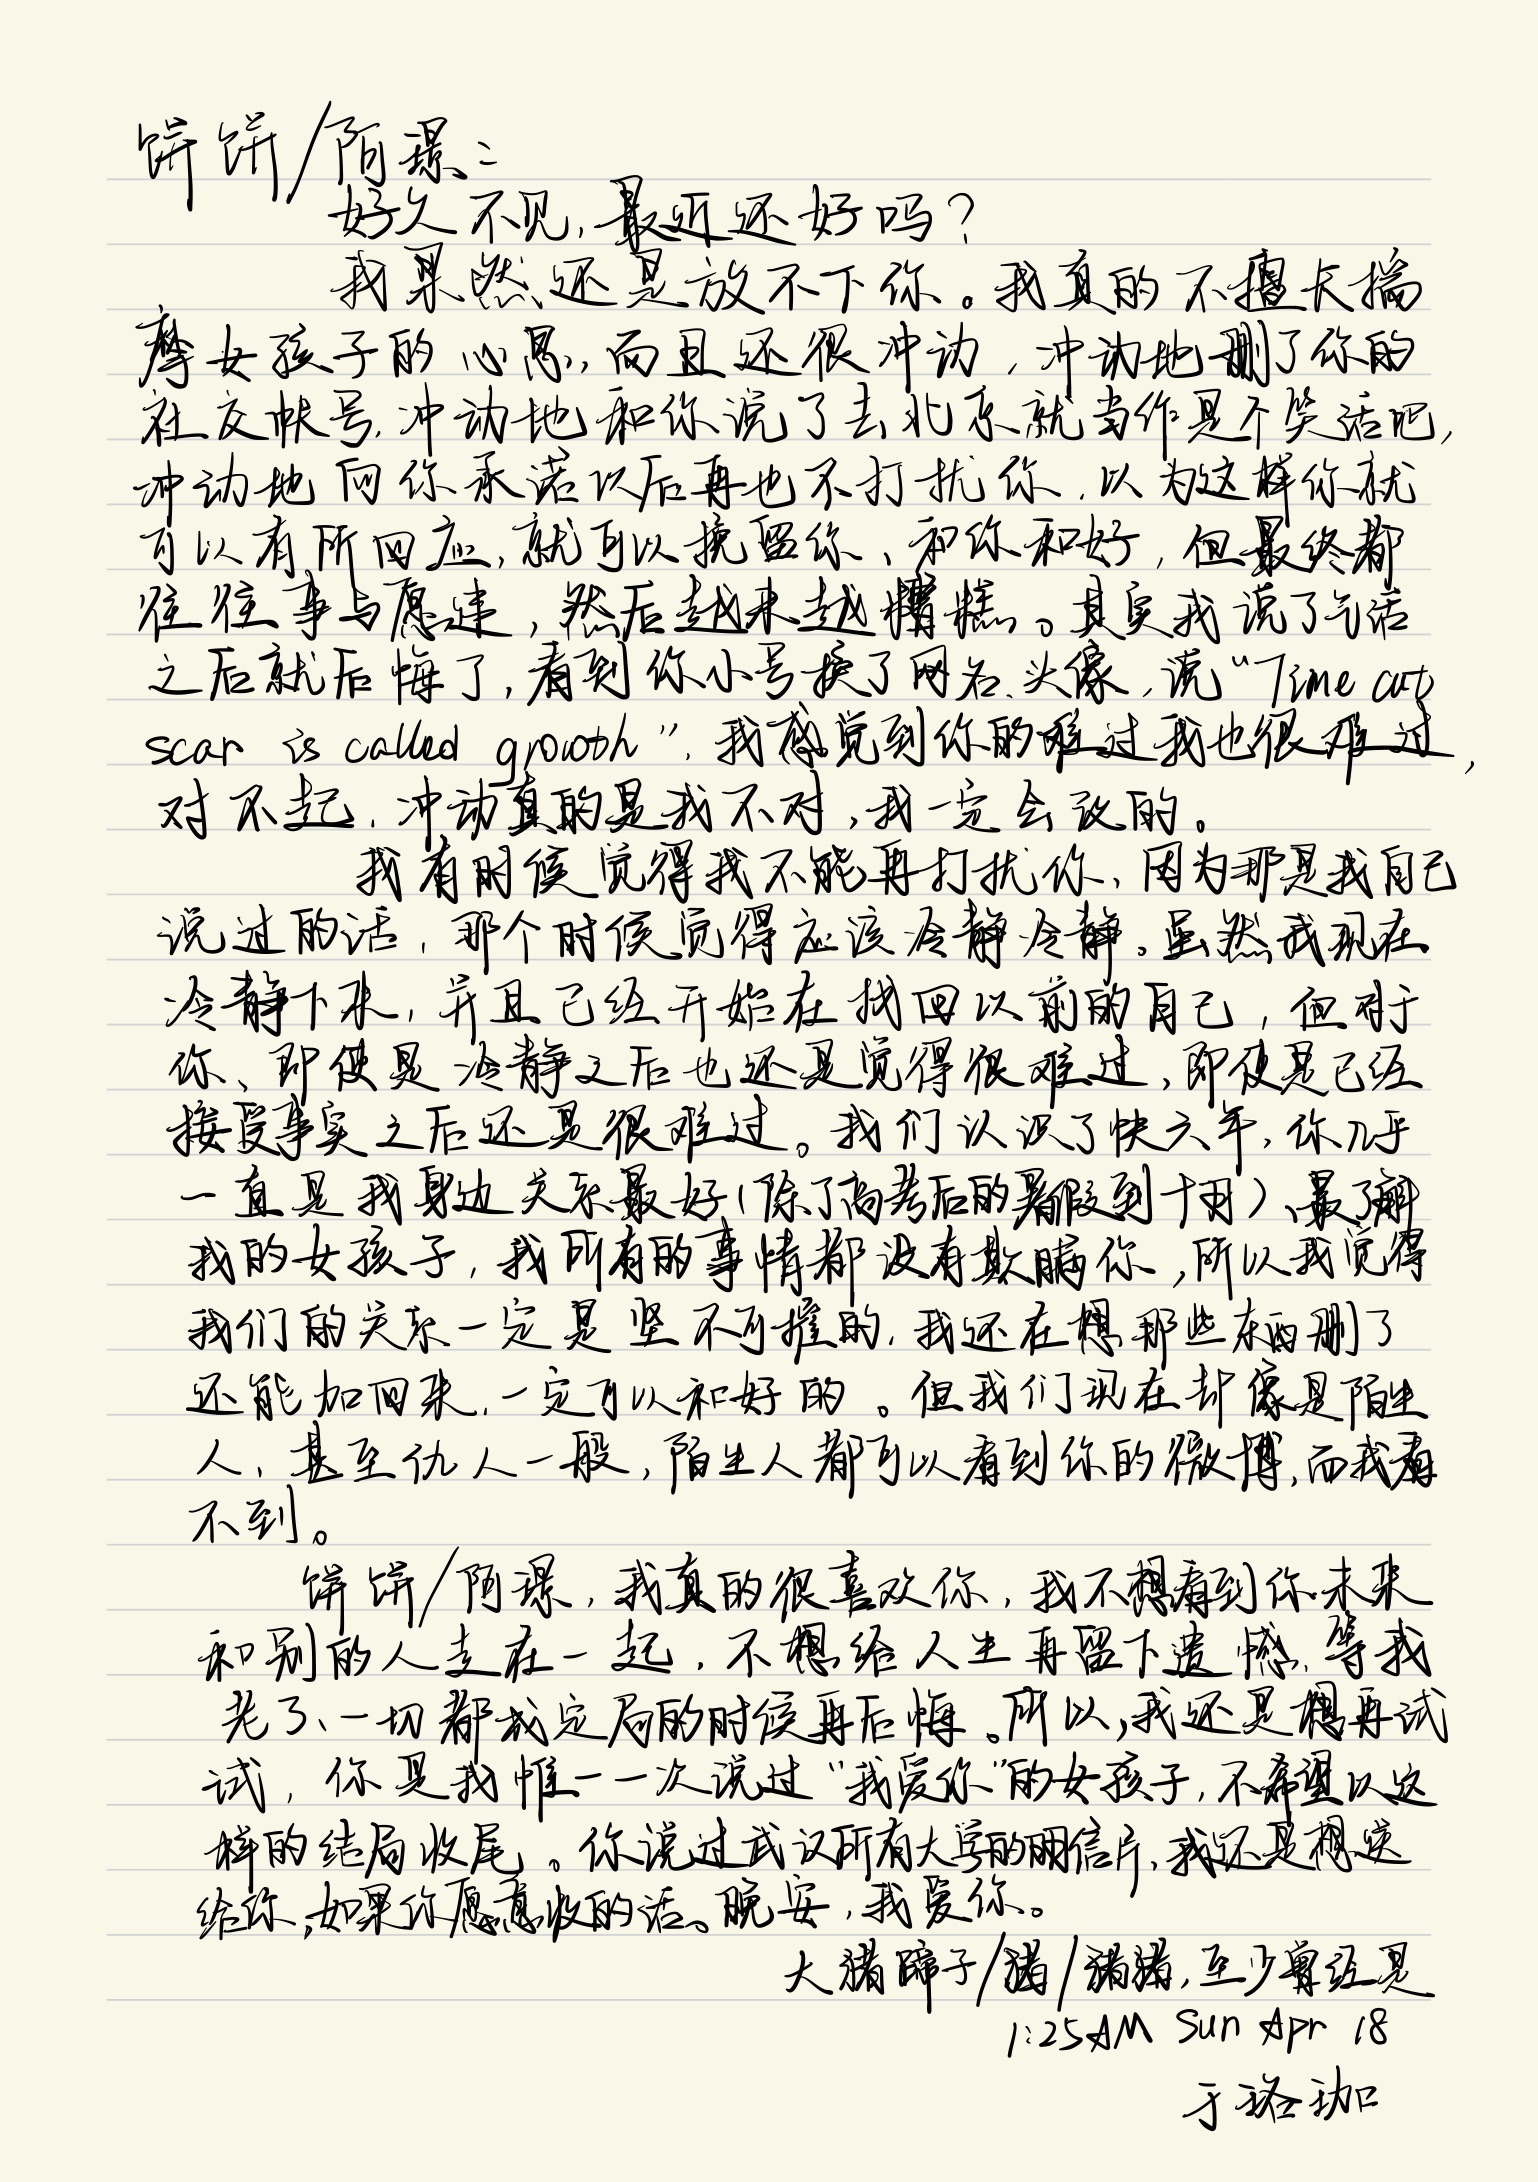 饼饼/阿璟：
好久不见，最近还好吗？
我果然还是放不下你。我真的不擅长揣
摩女孩子的心思，而且还很冲动，冲动地删了你的
社交帐号，冲动地和你说了去北京就当作是个笑话吧，
冲动地向你承诺以后再也不打扰你，以为这样你就
可以有所回应，就可以挽留你、和你和好，但最终都
往往事与愿违，然后越来越糟糕。其实我说了气话
之后就后悔了，看到你小号换了网名、头像，说“Time cut
scar is called growth”，我感觉到你的难过我也很难过，
对不起，冲动真的是我不对，我一定会改的。
我有时候觉得我不能再打扰你，因为那是我自己
说过的话，那个时候觉得应该冷静冷静。虽然我现在
冷静下来，并且已经开始在找回以前的自己，但对于
你、即使是冷静之后也还是觉得很难过，即使是已经
接受事实之后还是很难过。我们认识了快六年，你几乎
一直是我身边关系最好（除了高考后的暑假到十月）、最了解
我的女孩子，我所有的事情都没有欺瞒你，所以我觉得
我们的关系一定是坚不可摧的，我还在想那些东西删了
还能加回来，一定可以和好的。但我们现在却像是陌生
人，甚至仇人一般，陌生人都可以看到你的微博，而我看
不到。
饼饼/阿璟，我真的很喜欢你，我不想看到你未来
和别的人走在一起，不想给人生再留下遗憾，等我
老了、一切都成定局的时候再后悔。所以，我还是想再试
试，你是我惟一一次说过“我爱你”的女孩子，不希望以这
样的结局收尾。你说过武汉所有大学的明信片，我还是想送
给你，如果你愿意收的话。晚安，我爱你。
大猪蹄子/猪/猪猪，至少曾经是
1:25AM Sun Apr 18
于珞珈